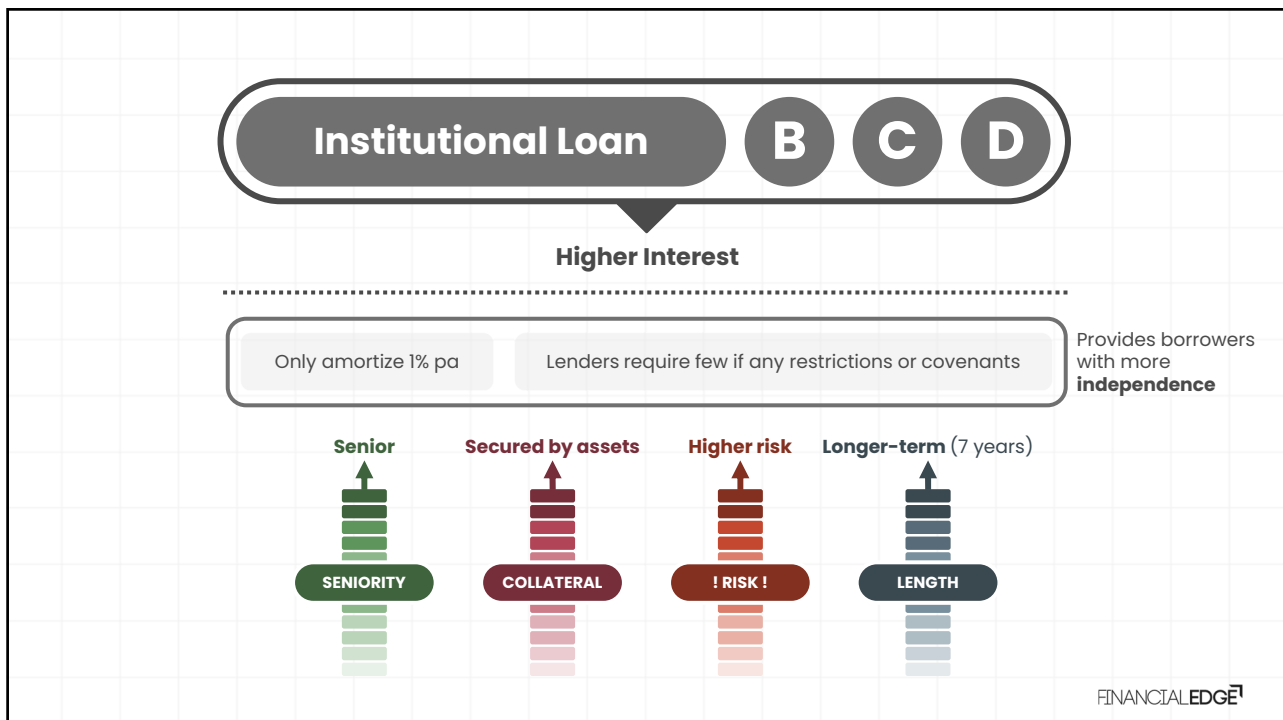 Institutional Loan B C D
Higher Interest
Only amortize 1% pa
Lenders require few if any restrictions or covenants
Provides borrowers
with more
independence
Senior
Secured by assets
Higher risk
Longer-term (7 years)
SENIORITY
COLLATERAL
! RISK !
LENGTH
FINANCIALEDGE